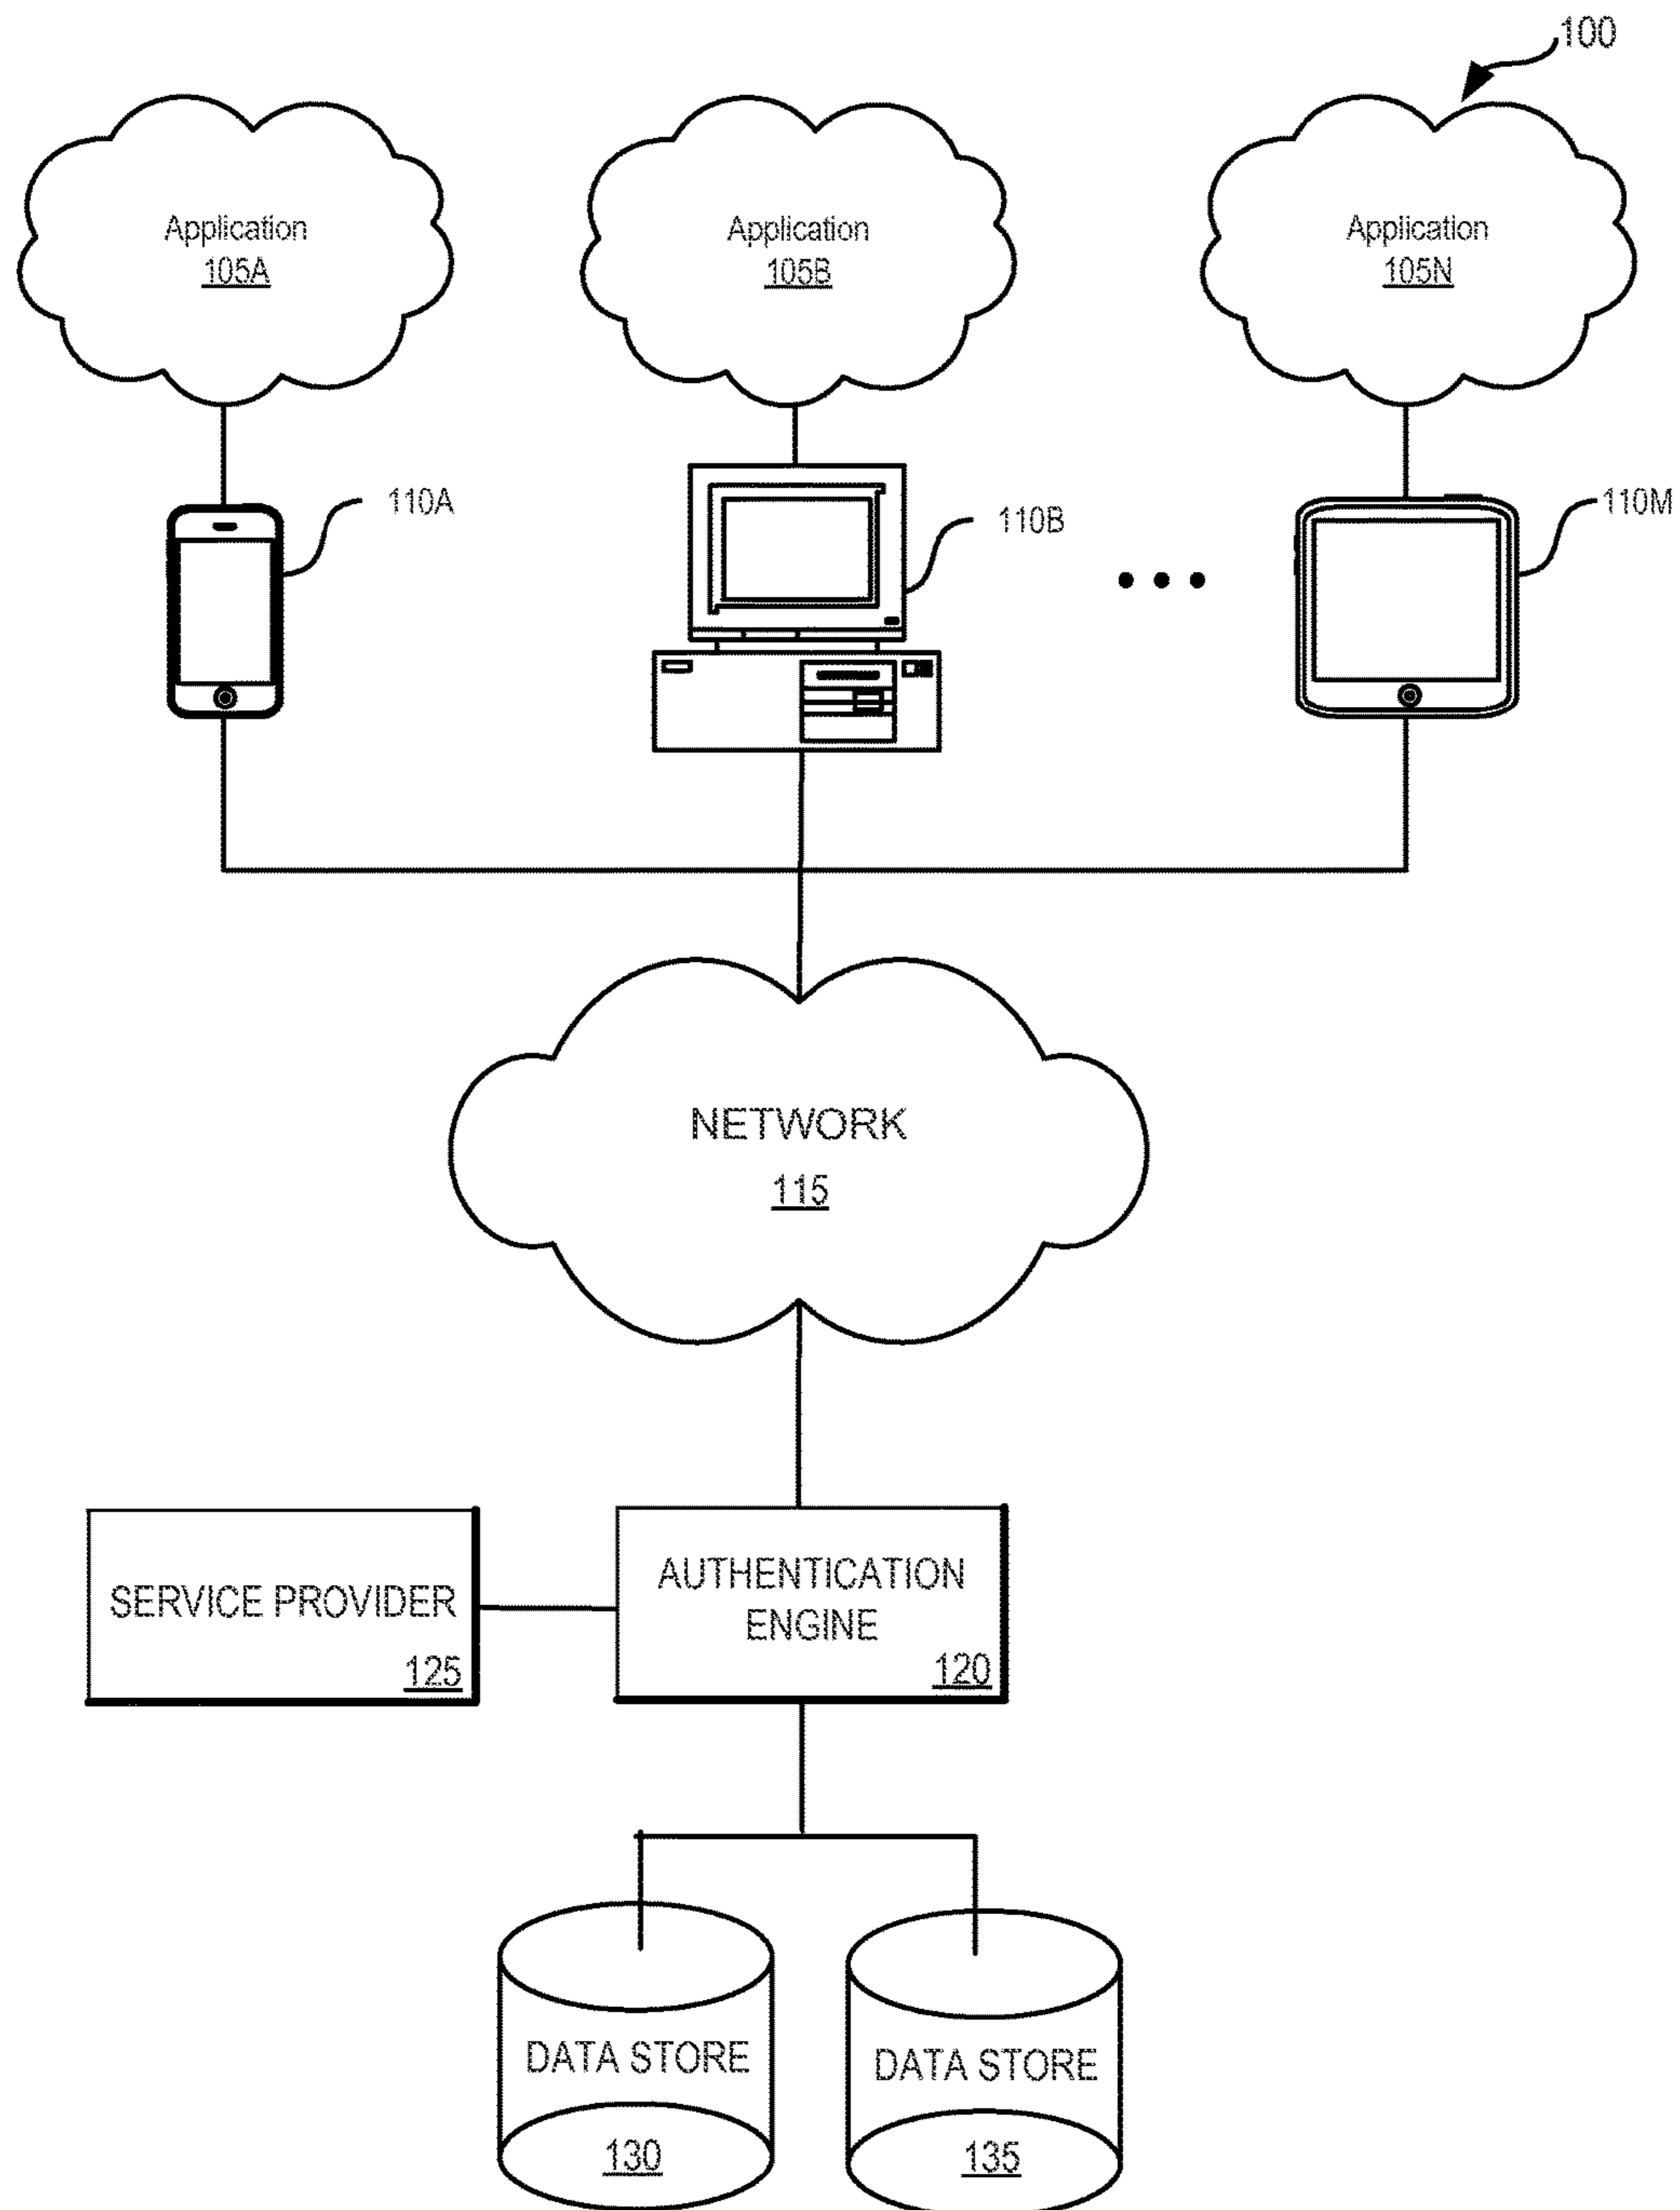 100
Application
105A
Application
105B
Application
105N
110A
110B
110M
NETWORK
115
SERVICE PROVIDER
125
AUTHENTICATION
ENGINE
120
DATA STORE
130
DATA STORE
135